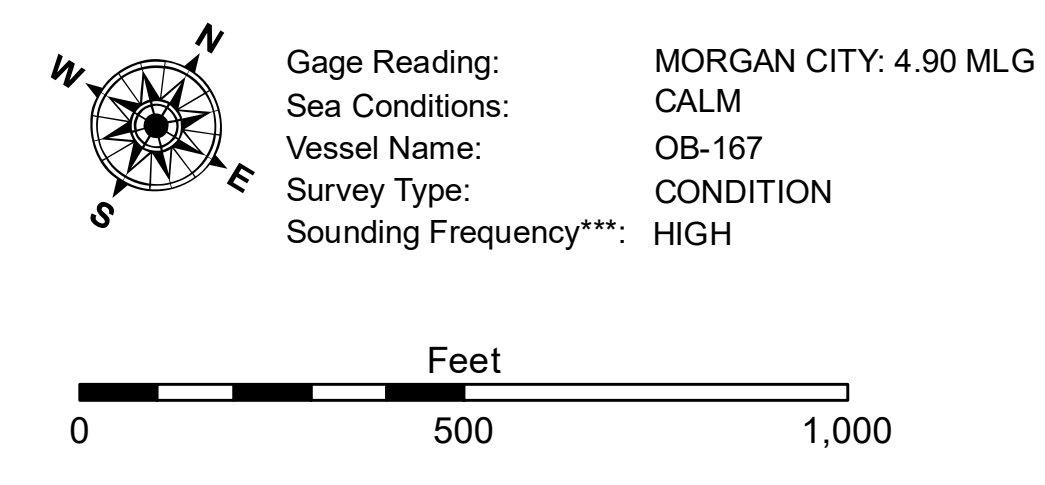 N
W
E
S
Gage Reading: MORGAN CITY: 4.90 MLG
Sea Conditions: CALM
Vessel Name: OB-167
Survey Type: CONDITION
Sounding Frequency***: HIGH
Feet
0 500 1,000